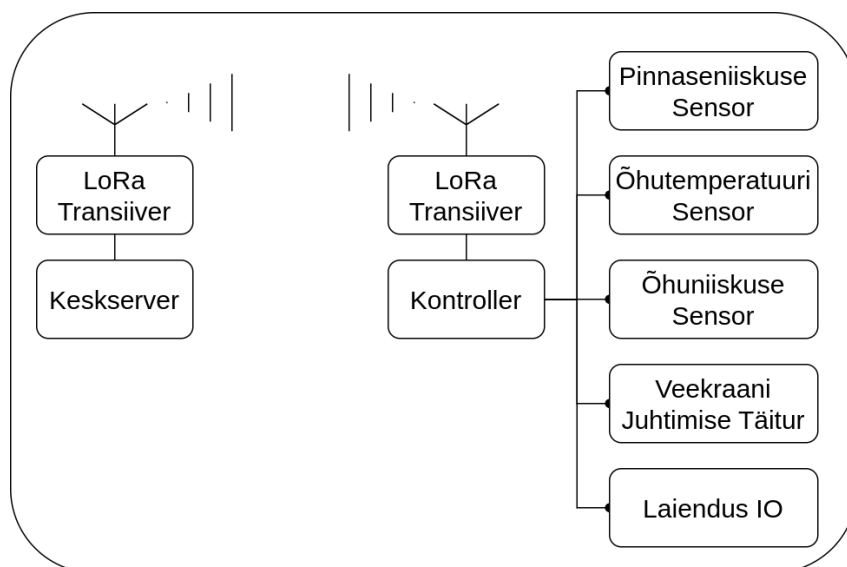 Pinnaseniiskuse
Sensor
LoRa
Transiiver
LoRa
Transiiver
Õhutemperatuuri
Sensor
Keskserver
Kontroller
Õhuniiskuse
Sensor
Veekraani
Juhtimise Täitur
Laiendus IO